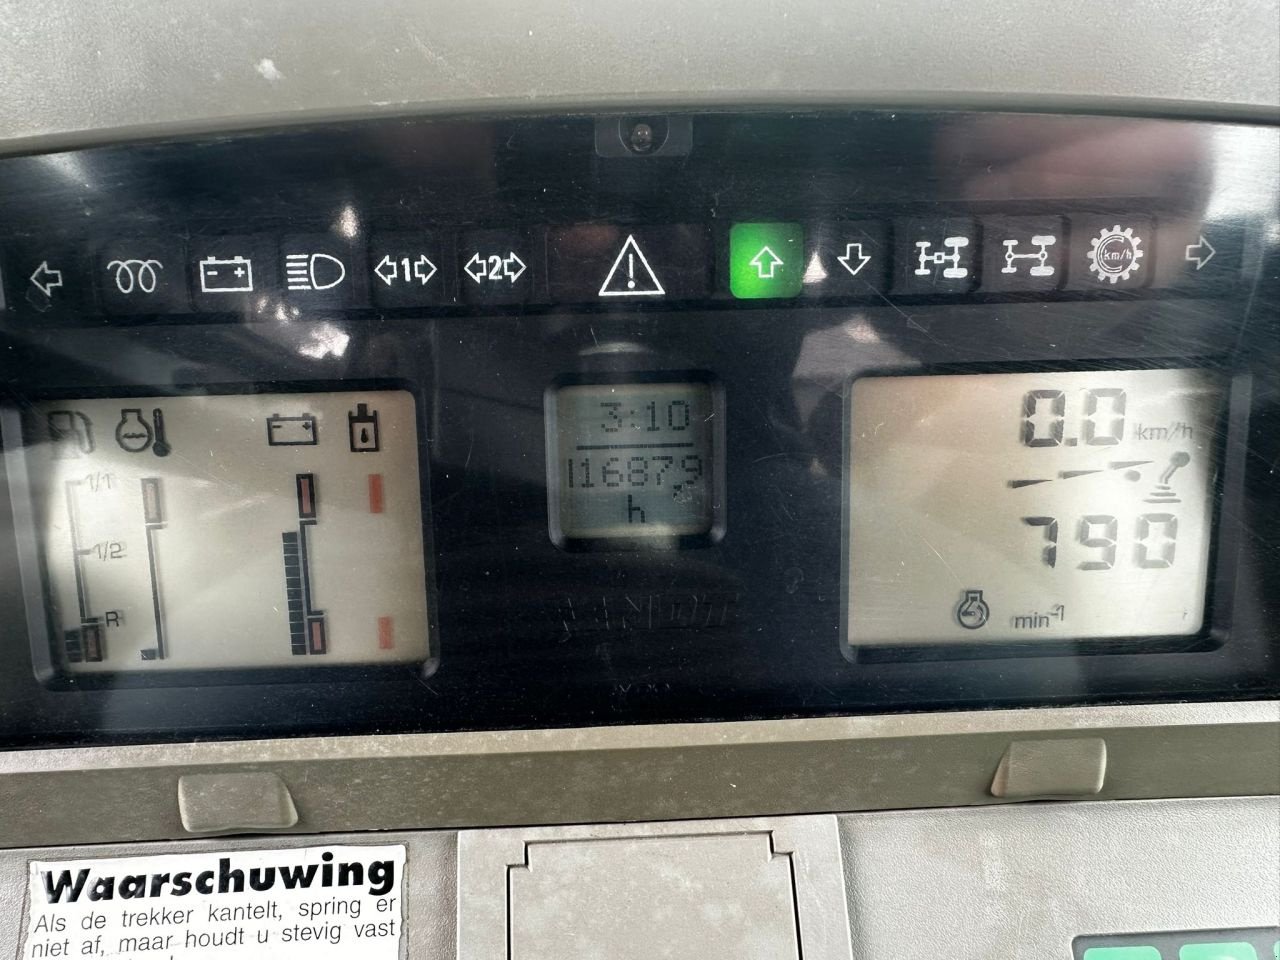 1
2
km/h
3:10
11687,9
h
1/1
1/2
R
0.0 km/h
790
min-1
Waarschuwing
Als de trekker kantelt, spring er
niet af, maar houdt u stevig vast